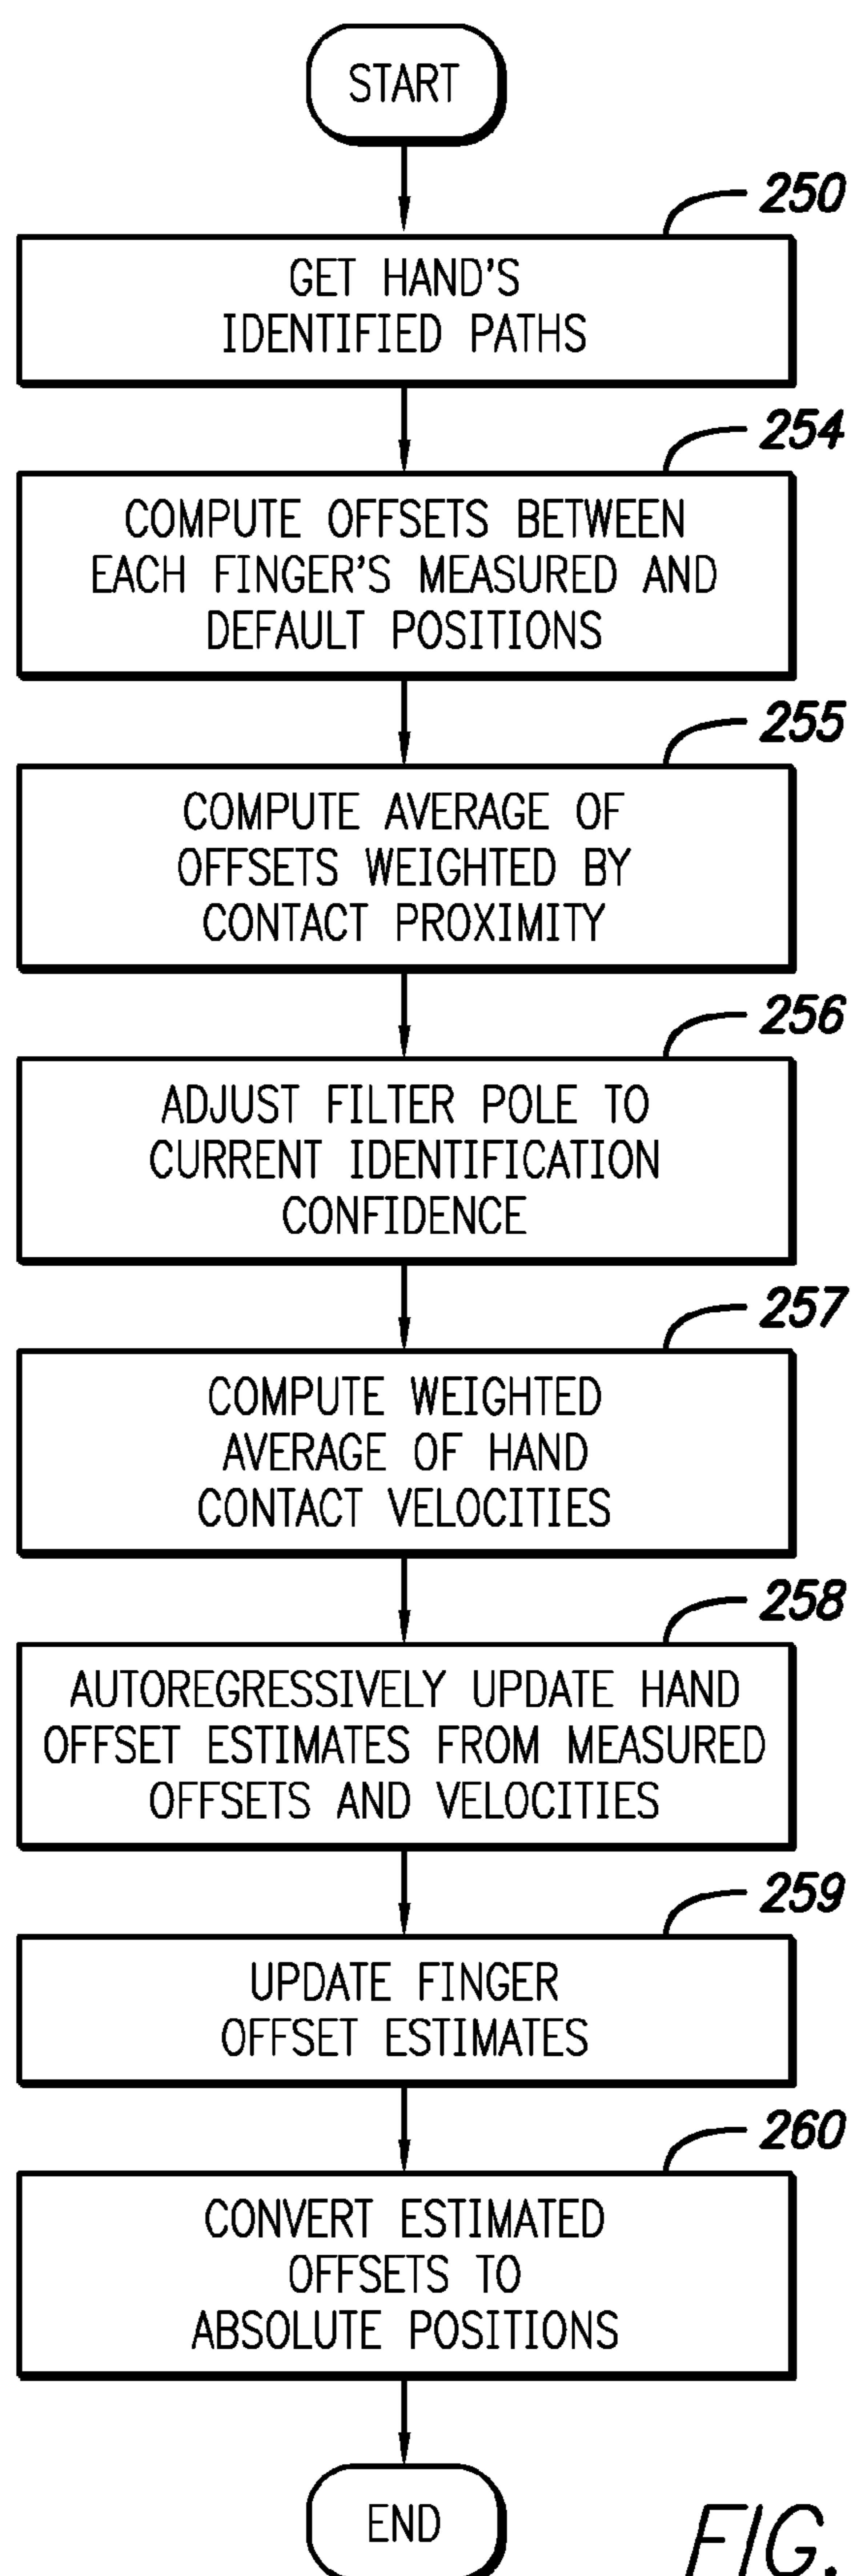 START
250
GET HAND'S
IDENTIFIED PATHS
254
COMPUTE OFFSETS BETWEEN
EACH FINGER'S MEASURED AND
DEFAULT POSITIONS
255
COMPUTE AVERAGE OF
OFFSETS WEIGHTED BY
CONTACT PROXIMITY
256
ADJUST FILTER POLE TO
CURRENT IDENTIFICATION
CONFIDENCE
257
COMPUTE WEIGHTED
AVERAGE OF HAND
CONTACT VELOCITIES
258
AUTOREGRESSIVELY UPDATE HAND
OFFSET ESTIMATES FROM MEASURED
OFFSETS AND VELOCITIES
259
UPDATE FINGER
OFFSET ESTIMATES
260
CONVERT ESTIMATED
OFFSETS TO
ABSOLUTE POSITIONS
END
FIG.